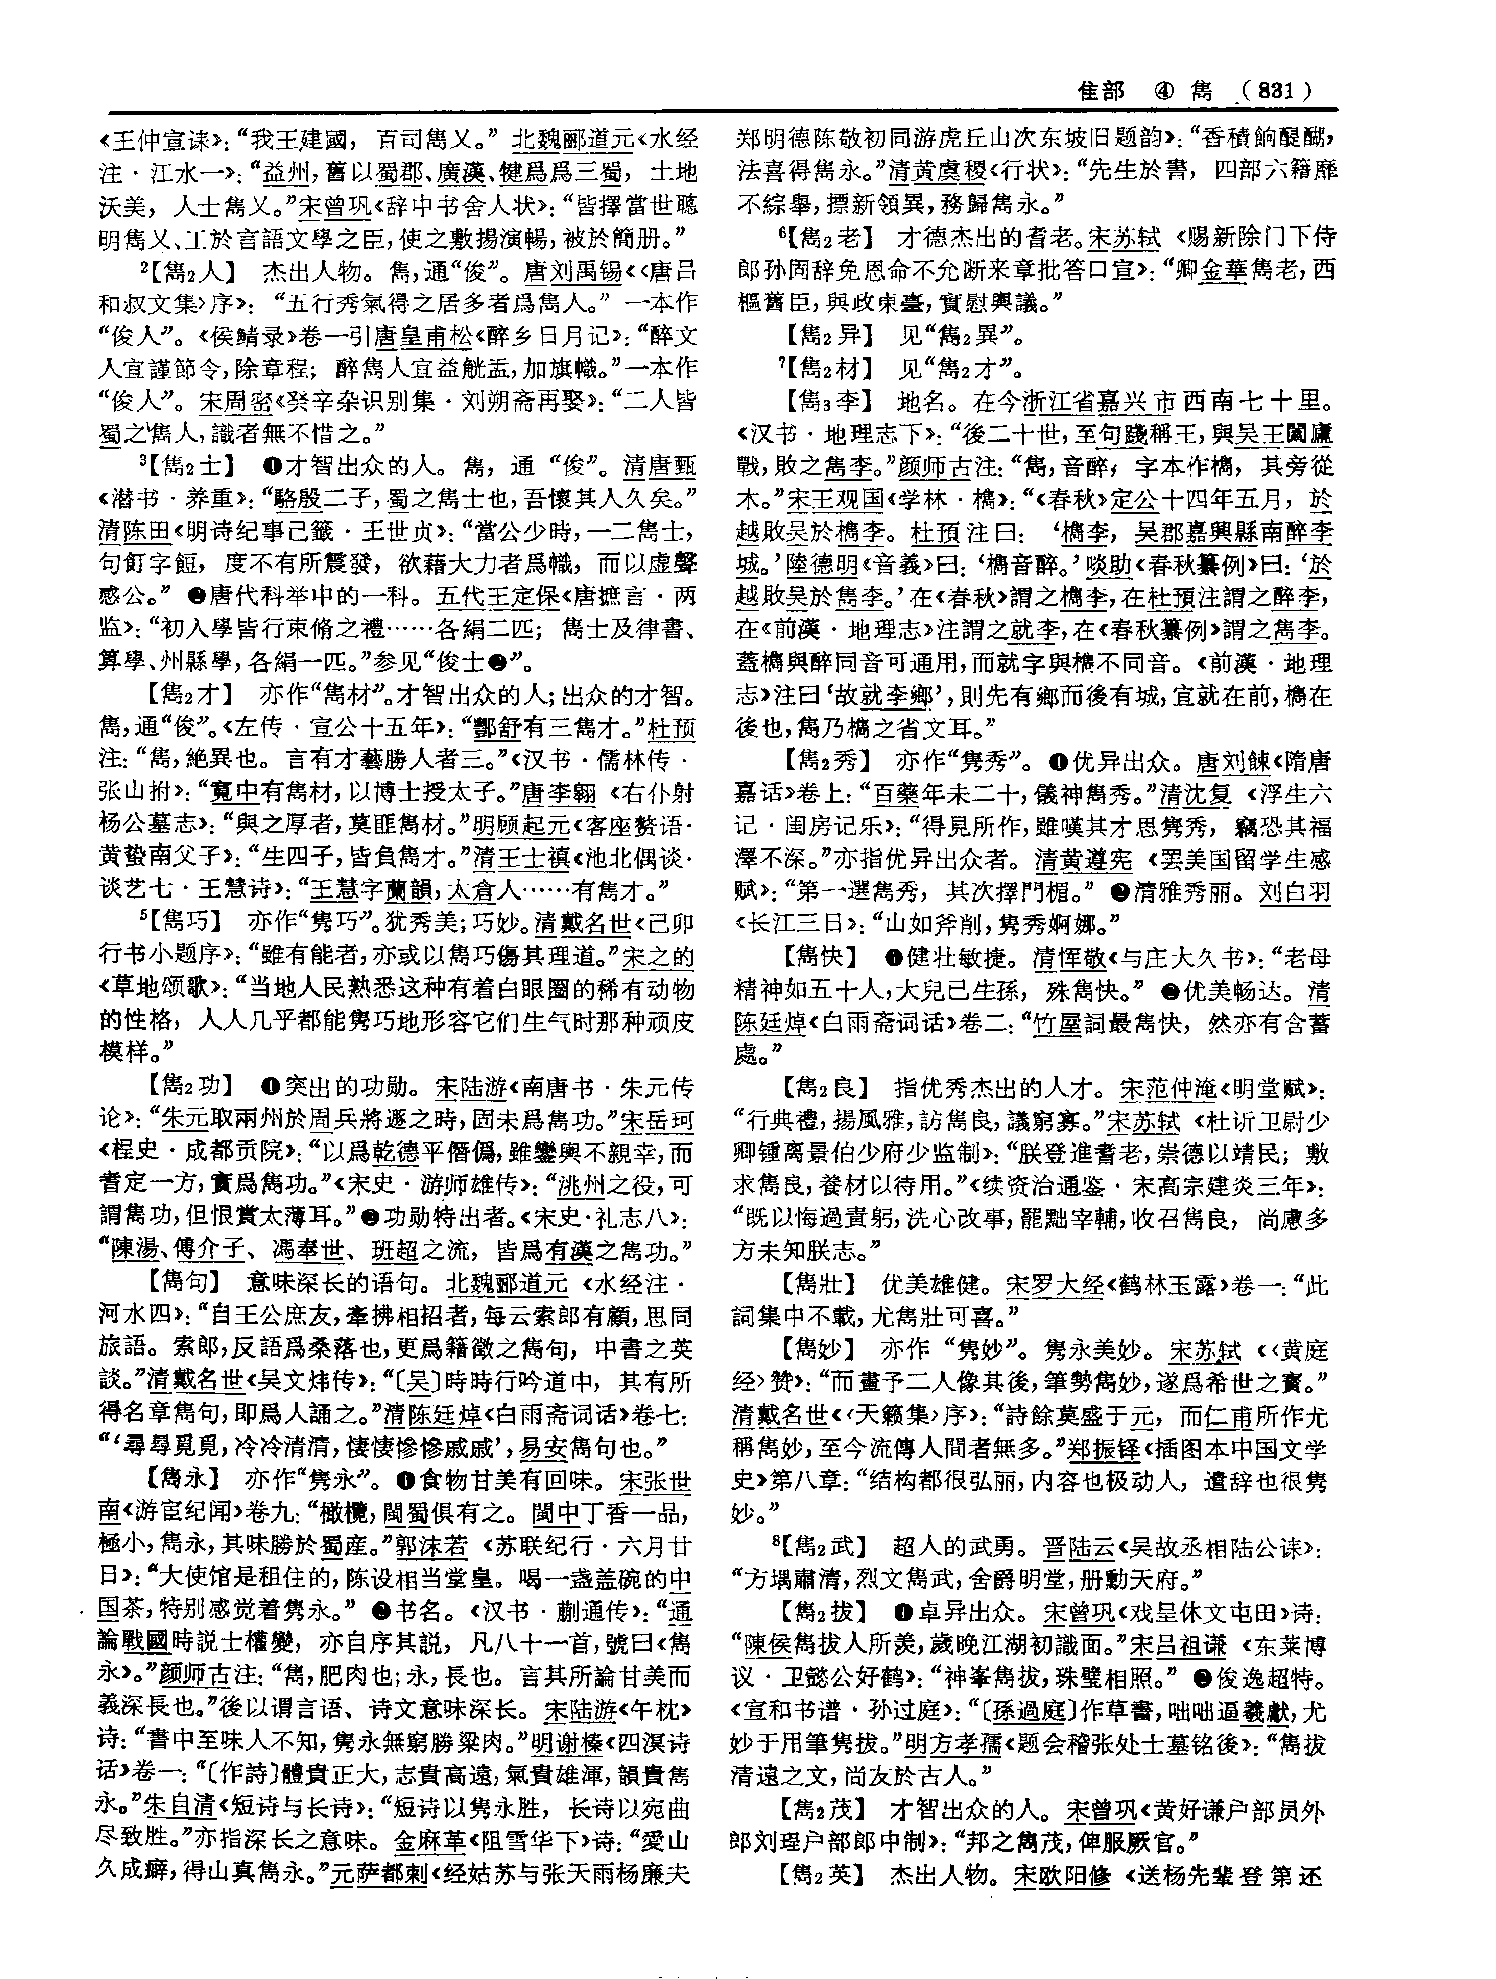 隹部　④　雋　（831）
《王仲宣诔》：“我王建國，百司雋乂。”北魏郦道元《水经
注·江水一》：“益州，舊以蜀郡、廣漢、犍爲爲三蜀，土地
沃美，人士雋乂。”宋曾巩《辞中书舍人状》：“皆擇當世聰
明雋乂、工於言語文學之臣，使之敷揚演暢，被於簡册。”
²【雋₂人】　杰出人物。雋，通“俊”。唐刘禹锡《〈唐吕
和叔文集〉序》：“五行秀氣得之居多者爲雋人。”一本作
“俊人”。《侯鲭录》卷一引唐皇甫松《醉乡日月记》：“醉文
人宜謹節令，除章程；醉雋人宜益觥盂，加旗幟。”一本作
“俊人”。宋周密《癸辛杂识别集·刘朔斋再娶》：“二人皆
蜀之雋人，識者無不惜之。”
³【雋₂士】　❶才智出众的人。雋，通“俊”。清唐甄
《潜书·养重》：“駱殷二子，蜀之雋士也，吾懷其人久矣。”
清陈田《明诗纪事己籤·王世贞》：“當公少時，一二雋士，
句飣字餖，度不有所震發，欲藉大力者爲幟，而以虚聲
惑公。”❷唐代科举中的一科。五代王定保《唐摭言·两
监》：“初入學皆行束脩之禮……各絹二匹；雋士及律書、
算學、州縣學，各絹一匹。”参见“俊士❷”。
【雋₂才】　亦作“雋材”。才智出众的人；出众的才智。
雋，通“俊”。《左传·宣公十五年》：“酆舒有三雋才。”杜预
注：“雋，絶異也。言有才藝勝人者三。”《汉书·儒林传·
张山拊》：“寬中有雋材，以博士授太子。”唐李翱《右仆射
杨公墓志》：“與之厚者，莫匪雋材。”明顾起元《客座赘语·
黄蛰南父子》：“生四子，皆負雋才。”清王士禛《池北偶谈·
谈艺七·王慧诗》：“王慧字蘭韻，太倉人……有雋才。”
⁵【雋巧】　亦作“隽巧”。犹秀美；巧妙。清戴名世《己卯
行书小题序》：“雖有能者，亦或以雋巧傷其理道。”宋之的
《草地颂歌》：“当地人民熟悉这种有着白眼圈的稀有动物
的性格，人人几乎都能隽巧地形容它们生气时那种顽皮
模样。”
【雋₂功】　❶突出的功勋。宋陆游《南唐书·朱元传
论》：“朱元取兩州於周兵將遯之時，固未爲雋功。”宋岳珂
《桯史·成都贡院》：“以爲乾德平僭僞，雖鑾輿不親幸，而
耆定一方，實爲雋功。”《宋史·游师雄传》：“洮州之役，可
謂雋功，但恨賞太薄耳。”❷功勋特出者。《宋史·礼志八》：
“陳湯、傅介子、馮奉世、班超之流，皆爲有漢之雋功。”
【雋句】　意味深长的语句。北魏郦道元《水经注·
河水四》：“自王公庶友，牽拂相招者，每云索郎有顧，思同
旅語。索郎，反語爲桑落也，更爲籍徵之雋句，中書之英
談。”清戴名世《吴文炜传》：“〔吴〕時時行吟道中，其有所
得名章雋句，即爲人誦之。”清陈廷焯《白雨斋词话》卷七：
“‘尋尋覓覓，冷冷清清，悽悽慘慘戚戚’，易安雋句也。”
【雋永】　亦作“隽永”。❶食物甘美有回味。宋张世
南《游宦纪闻》卷九：“橄欖，閩蜀俱有之。閩中丁香一品，
極小，雋永，其味勝於蜀産。”郭沫若《苏联纪行·六月廿
日》：“大使馆是租住的，陈设相当堂皇。喝一盏盖碗的中
国茶，特别感觉着隽永。”❷书名。《汉书·蒯通传》：“通
論戰國時説士權變，亦自序其説，凡八十一首，號曰《雋
永》。”颜师古注：“雋，肥肉也；永，長也。言其所論甘美而
義深長也。”後以谓言语、诗文意味深长。宋陆游《午枕》
诗：“書中至味人不知，隽永無窮勝粱肉。”明谢榛《四溟诗
话》卷一：“〔作詩〕體貴正大，志貴高遠，氣貴雄渾，韻貴雋
永。”朱自清《短诗与长诗》：“短诗以隽永胜，长诗以宛曲
尽致胜。”亦指深长之意味。金麻革《阻雪华下》诗：“愛山
久成癖，得山真雋永。”元萨都剌《经姑苏与张天雨杨廉夫
郑明德陈敬初同游虎丘山次东坡旧题韵》：“香積餉醍醐，
法喜得雋永。”清黄虞稷《行状》：“先生於書，四部六籍靡
不綜舉，摽新領異，務歸雋永。”
⁶【雋₂老】　才德杰出的耆老。宋苏轼《赐新除门下侍
郎孙固辞免恩命不允断来章批答口宣》：“卿金華雋老，西
樞舊臣，與政東臺，實慰輿議。”
【雋₂异】　见“雋₂異”。
⁷【雋₂材】　见“雋₂才”。
【雋₃李】　地名。在今浙江省嘉兴市西南七十里。
《汉书·地理志下》：“後二十世，至句踐稱王，與吴王闔廬
戰，敗之雋李。”颜师古注：“雋，音醉，字本作檇，其旁從
木。”宋王观国《学林·檇》：“《春秋》定公十四年五月，於
越敗吴於檇李。杜預注曰：‘檇李，吴郡嘉興縣南醉李
城。’陸德明《音義》曰：‘檇音醉。’啖助《春秋纂例》曰：‘於
越敗吴於雋李。’在《春秋》謂之檇李，在杜預注謂之醉李，
在《前漢·地理志》注謂之就李，在《春秋纂例》謂之雋李。
蓋檇與醉同音可通用，而就字與檇不同音。《前漢·地理
志》注曰‘故就李鄉’，則先有鄉而後有城，宜就在前，檇在
後也，雋乃檇之省文耳。”
【雋₂秀】　亦作“隽秀”。❶优异出众。唐刘餗《隋唐
嘉话》卷上：“百藥年未二十，儀神雋秀。”清沈复《浮生六
记·闺房记乐》：“得見所作，雖嘆其才思隽秀，竊恐其福
澤不深。”亦指优异出众者。清黄遵宪《罢美国留学生感
赋》：“第一選雋秀，其次擇門楣。”❷清雅秀丽。刘白羽
《长江三日》：“山如斧削，隽秀婀娜。”
【雋快】　❶健壮敏捷。清恽敬《与庄大久书》：“老母
精神如五十人，大兒已生孫，殊雋快。”❷优美畅达。清
陈廷焯《白雨斋词话》卷二：“竹屋詞最雋快，然亦有含蓄
處。”
【雋₂良】　指优秀杰出的人才。宋范仲淹《明堂赋》：
“行典禮，揚風雅，訪雋良，議窮寡。”宋苏轼《杜䜣卫尉少
卿锺离景伯少府少监制》：“朕登進耆老，崇德以靖民；敷
求雋良，養材以待用。”《续资治通鉴·宋高宗建炎三年》：
“既以悔過責躬，洗心改事，罷黜宰輔，收召雋良，尚慮多
方未知朕志。”
【雋壯】　优美雄健。宋罗大经《鹤林玉露》卷一：“此
詞集中不載，尤雋壯可喜。”
【雋妙】　亦作“隽妙”。隽永美妙。宋苏轼《〈黄庭
经〉赞》：“而畫予二人像其後，筆勢雋妙，遂爲希世之寶。”
清戴名世《〈天籁集〉序》：“詩餘莫盛于元，而仁甫所作尤
稱雋妙，至今流傳人間者無多。”郑振铎《插图本中国文学
史》第八章：“结构都很弘丽，内容也极动人，遣辞也很隽
妙。”
⁸【雋₂武】　超人的武勇。晋陆云《吴故丞相陆公诔》：
“方堣肅清，烈文雋武，舍爵明堂，册勳天府。”
【雋₂拔】　❶卓异出众。宋曾巩《戏呈休文屯田》诗：
“陳侯雋拔人所羨，歲晚江湖初識面。”宋吕祖谦《东莱博
议·卫懿公好鹤》：“神峯雋拔，珠璧相照。”❷俊逸超特。
《宣和书谱·孙过庭》：“〔孫過庭〕作草書，咄咄逼羲獻，尤
妙于用筆隽拔。”明方孝孺《题会稽张处士墓铭後》：“雋拔
清遠之文，尚友於古人。”
【雋₂茂】　才智出众的人。宋曾巩《黄好谦户部员外
郎刘珵户部郎中制》：“邦之雋茂，俾服厥官。”
【雋₂英】　杰出人物。宋欧阳修《送杨先辈登第还